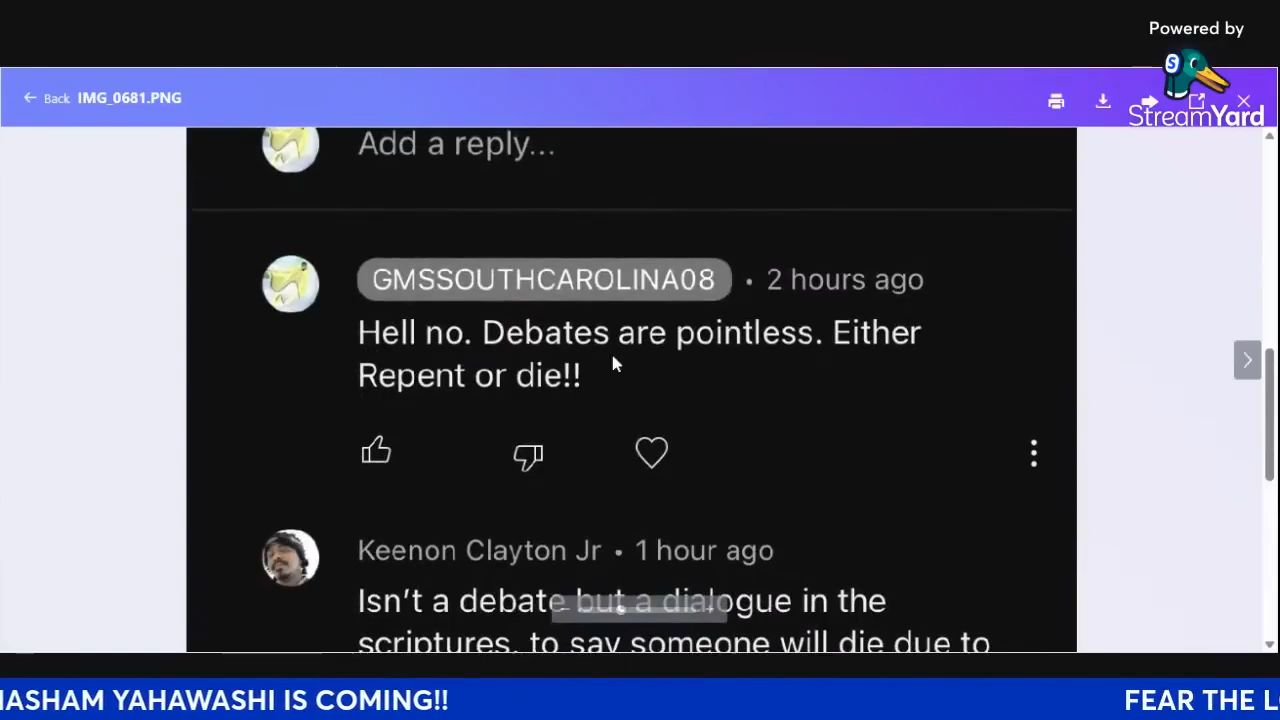 Powered by
StreamYard
Back IMG_0681.PNG
Add a reply...
GMSSOUTHCAROLINA08 • 2 hours ago
Hell no. Debates are pointless. Either
Repent or die!!
Keenon Clayton Jr • 1 hour ago
Isn't a debate but a dialogue in the
scriptures, to say someone will die due to
HASHAM YAHAWASHI IS COMING!! FEAR THE